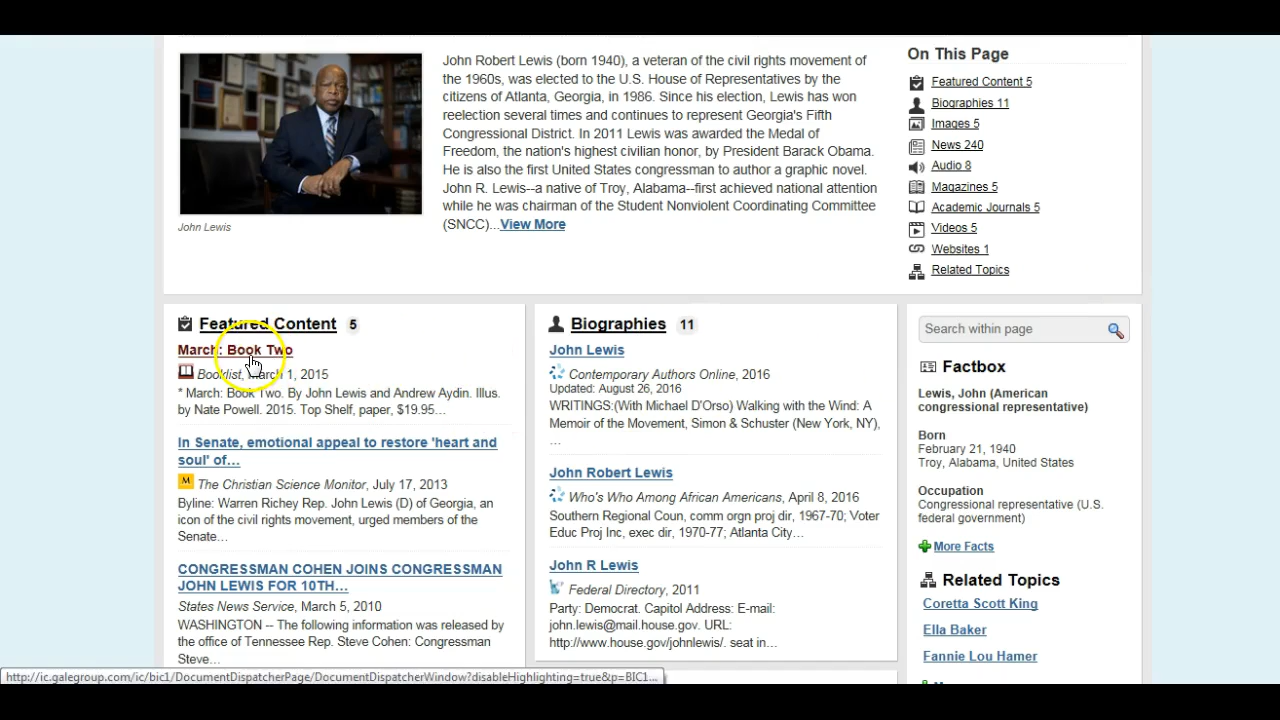 John Robert Lewis (born 1940), a veteran of the civil rights movement of
the 1960s, was elected to the U.S. House of Representatives by the
citizens of Atlanta, Georgia, in 1986. Since his election, Lewis has won
reelection several times and continues to represent Georgia's Fifth
Congressional District. In 2011 Lewis was awarded the Medal of
Freedom, the nation's highest civilian honor, by President Barack Obama.
He is also the first United States congressman to author a graphic novel.
John R. Lewis--a native of Troy, Alabama--first achieved national attention
while he was chairman of the Student Nonviolent Coordinating Committee
(SNCC)...View More
John Lewis
On This Page
Featured Content 5
Biographies 11
Images 5
News 240
Audio 8
Magazines 5
Academic Journals 5
Videos 5
Websites 1
Related Topics
Featured Content 5
March: Book Two
Booklist, March 1, 2015
* March: Book Two. By John Lewis and Andrew Aydin. Illus.
by Nate Powell. 2015. Top Shelf, paper, $19.95...
In Senate, emotional appeal to restore 'heart and
soul' of...
M
The Christian Science Monitor, July 17, 2013
Byline: Warren Richey Rep. John Lewis (D) of Georgia, an
icon of the civil rights movement, urged members of the
Senate...
CONGRESSMAN COHEN JOINS CONGRESSMAN
JOHN LEWIS FOR 10TH...
States News Service, March 5, 2010
WASHINGTON -- The following information was released by
the office of Tennessee Rep. Steve Cohen: Congressman
Steve...
Biographies 11
John Lewis
Contemporary Authors Online, 2016
Updated: August 26, 2016
WRITINGS:(With Michael D'Orso) Walking with the Wind: A
Memoir of the Movement, Simon & Schuster (New York, NY),
...
John Robert Lewis
Who's Who Among African Americans, April 8, 2016
Southern Regional Coun, comm orgn proj dir, 1967-70; Voter
Educ Proj Inc, exec dir, 1970-77; Atlanta City...
John R Lewis
Federal Directory, 2011
Party: Democrat. Capitol Address: E-mail:
john.lewis@mail.house.gov. URL:
http://www.house.gov/johnlewis/. seat in...
Search within page
Factbox
Lewis, John (American
congressional representative)
Born
February 21, 1940
Troy, Alabama, United States
Occupation
Congressional representative (U.S.
federal government)
More Facts
Related Topics
Coretta Scott King
Ella Baker
Fannie Lou Hamer
http://ic.galegroup.com/ic/bic1/DocumentDispatcherPage/DocumentDispatcherWindow?disableHighlighting=true&p=BIC1...